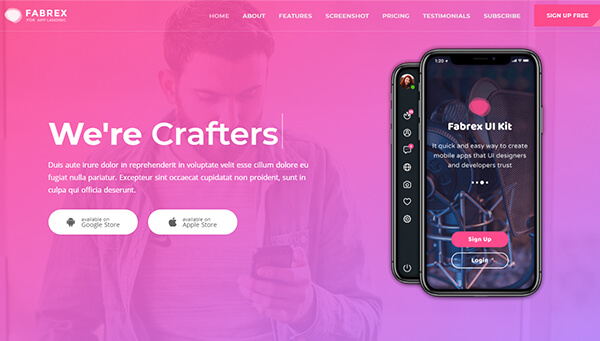 FABREX
FOR APP LANDING
HOME ABOUT FEATURES SCREENSHOT PRICING TESTIMONIALS SUBSCRIBE SIGN UP FREE
We're Crafters
Duis aute irure dolor in reprehenderit in voluptate velit esse cillum dolore eu
fugiat nulla pariatur. Excepteur sint occaecat cupidatat non proident, sunt in
culpa qui officia deserunt.
available on
Google Store
available on
Apple Store
1:20
Fabrex UI Kit
It quick and easy way to create
mobile apps that UI designers
and developers trust
Sign Up
Login